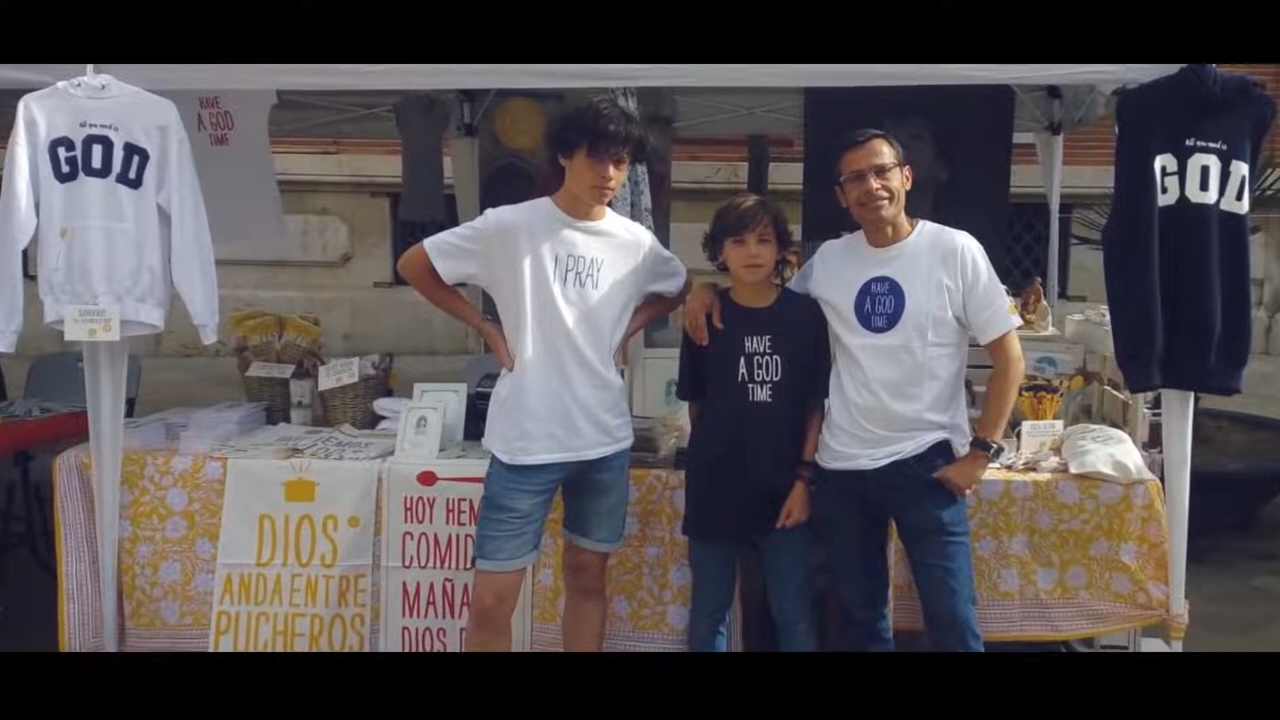 All you need is
GOD
HAVE
A GOD
TIME
I PRAY
HAVE
A GOD
TIME
HAVE
A GOD
TIME
All you need is
GOD
DIOS
ANDA ENTRE
PUCHEROS
HOY HEM
COMID
MAÑA
DIOS